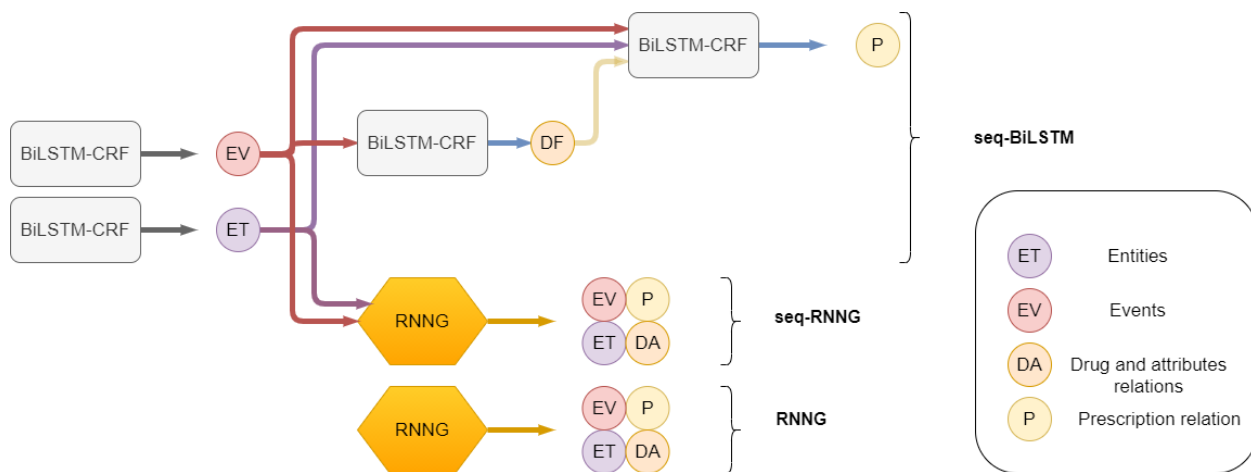 BiLSTM-CRF
P
BiLSTM-CRF
EV
BiLSTM-CRF
DF
seq-BiLSTM
BiLSTM-CRF
ET
RNNG
EV P
ET DA
seq-RNNG
RNNG
EV P
ET DA
RNNG
ET Entities
EV Events
DA Drug and attributes
relations
P Prescription relation